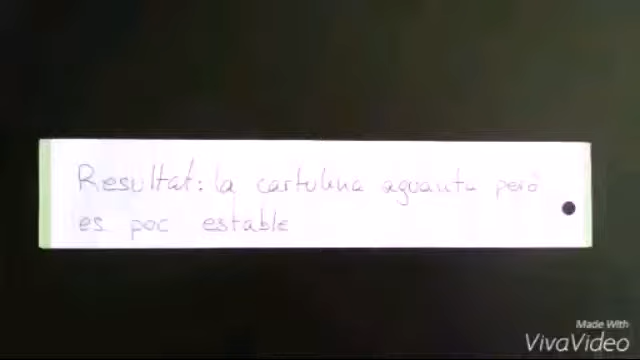 Resultat: la cartulina aguanta però
es poc estable
Made With
VivaVideo